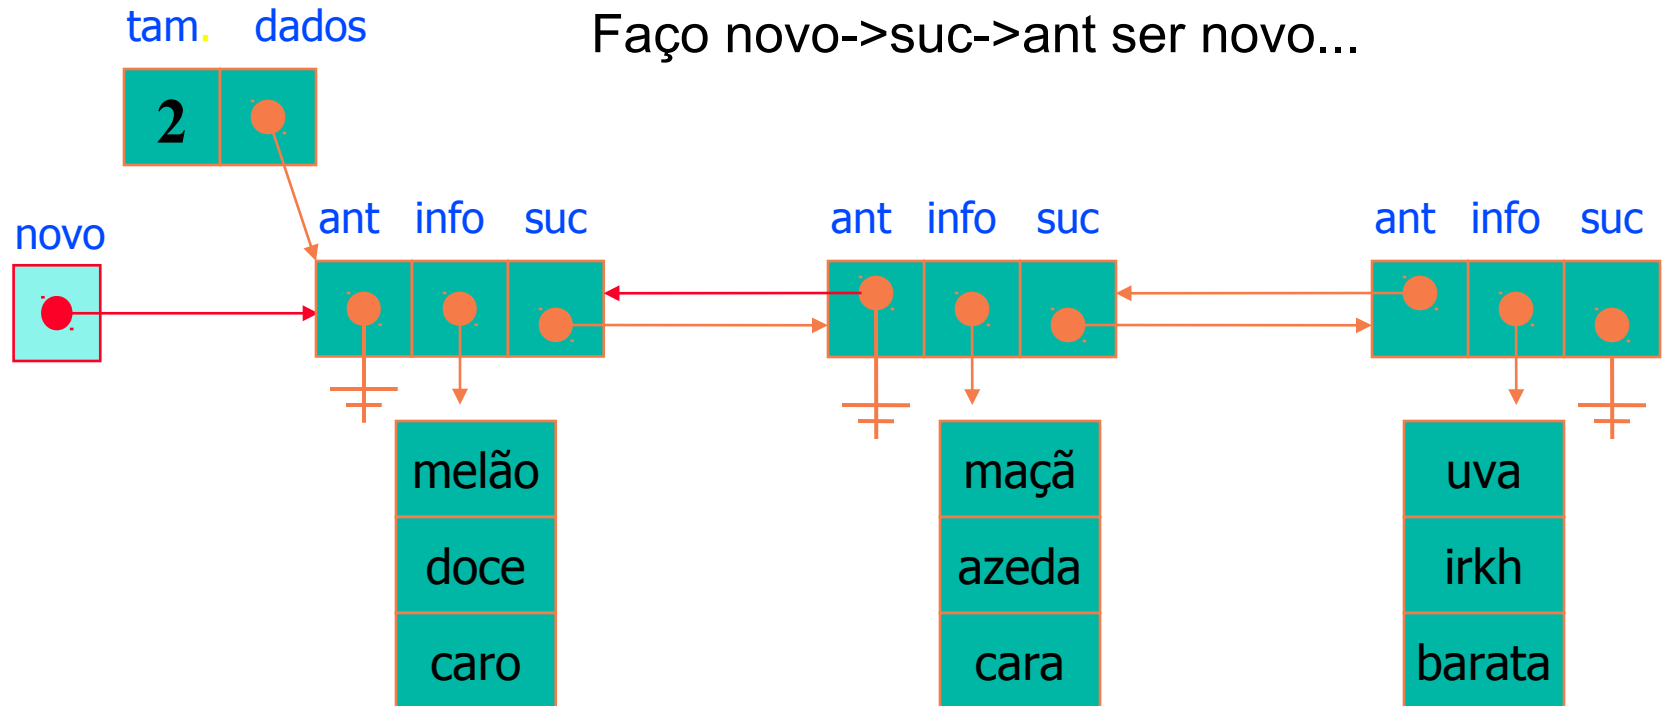 tam. dados
Faço novo->suc->ant ser novo...
2
novo
ant info suc
ant info suc
ant info suc
melão
doce
caro
maçã
azeda
cara
uva
irkh
barata